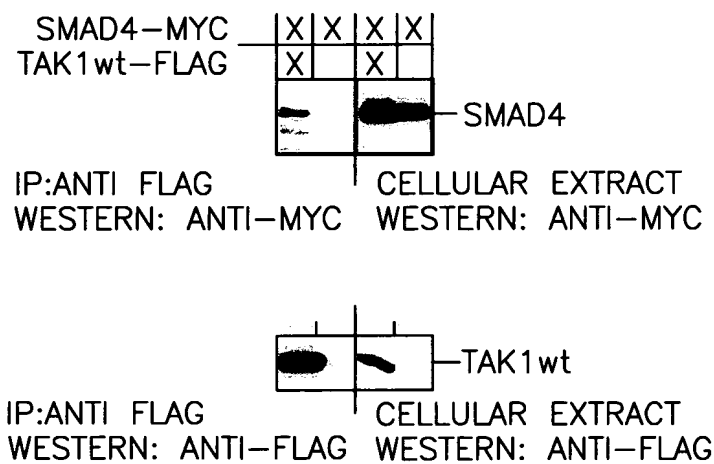 SMAD4-MYC X X X X
TAK1wt-FLAG X X
SMAD4
IP:ANTI FLAG CELLULAR EXTRACT
WESTERN: ANTI-MYC WESTERN: ANTI-MYC
TAK1wt
IP:ANTI FLAG CELLULAR EXTRACT
WESTERN: ANTI-FLAG WESTERN: ANTI-FLAG